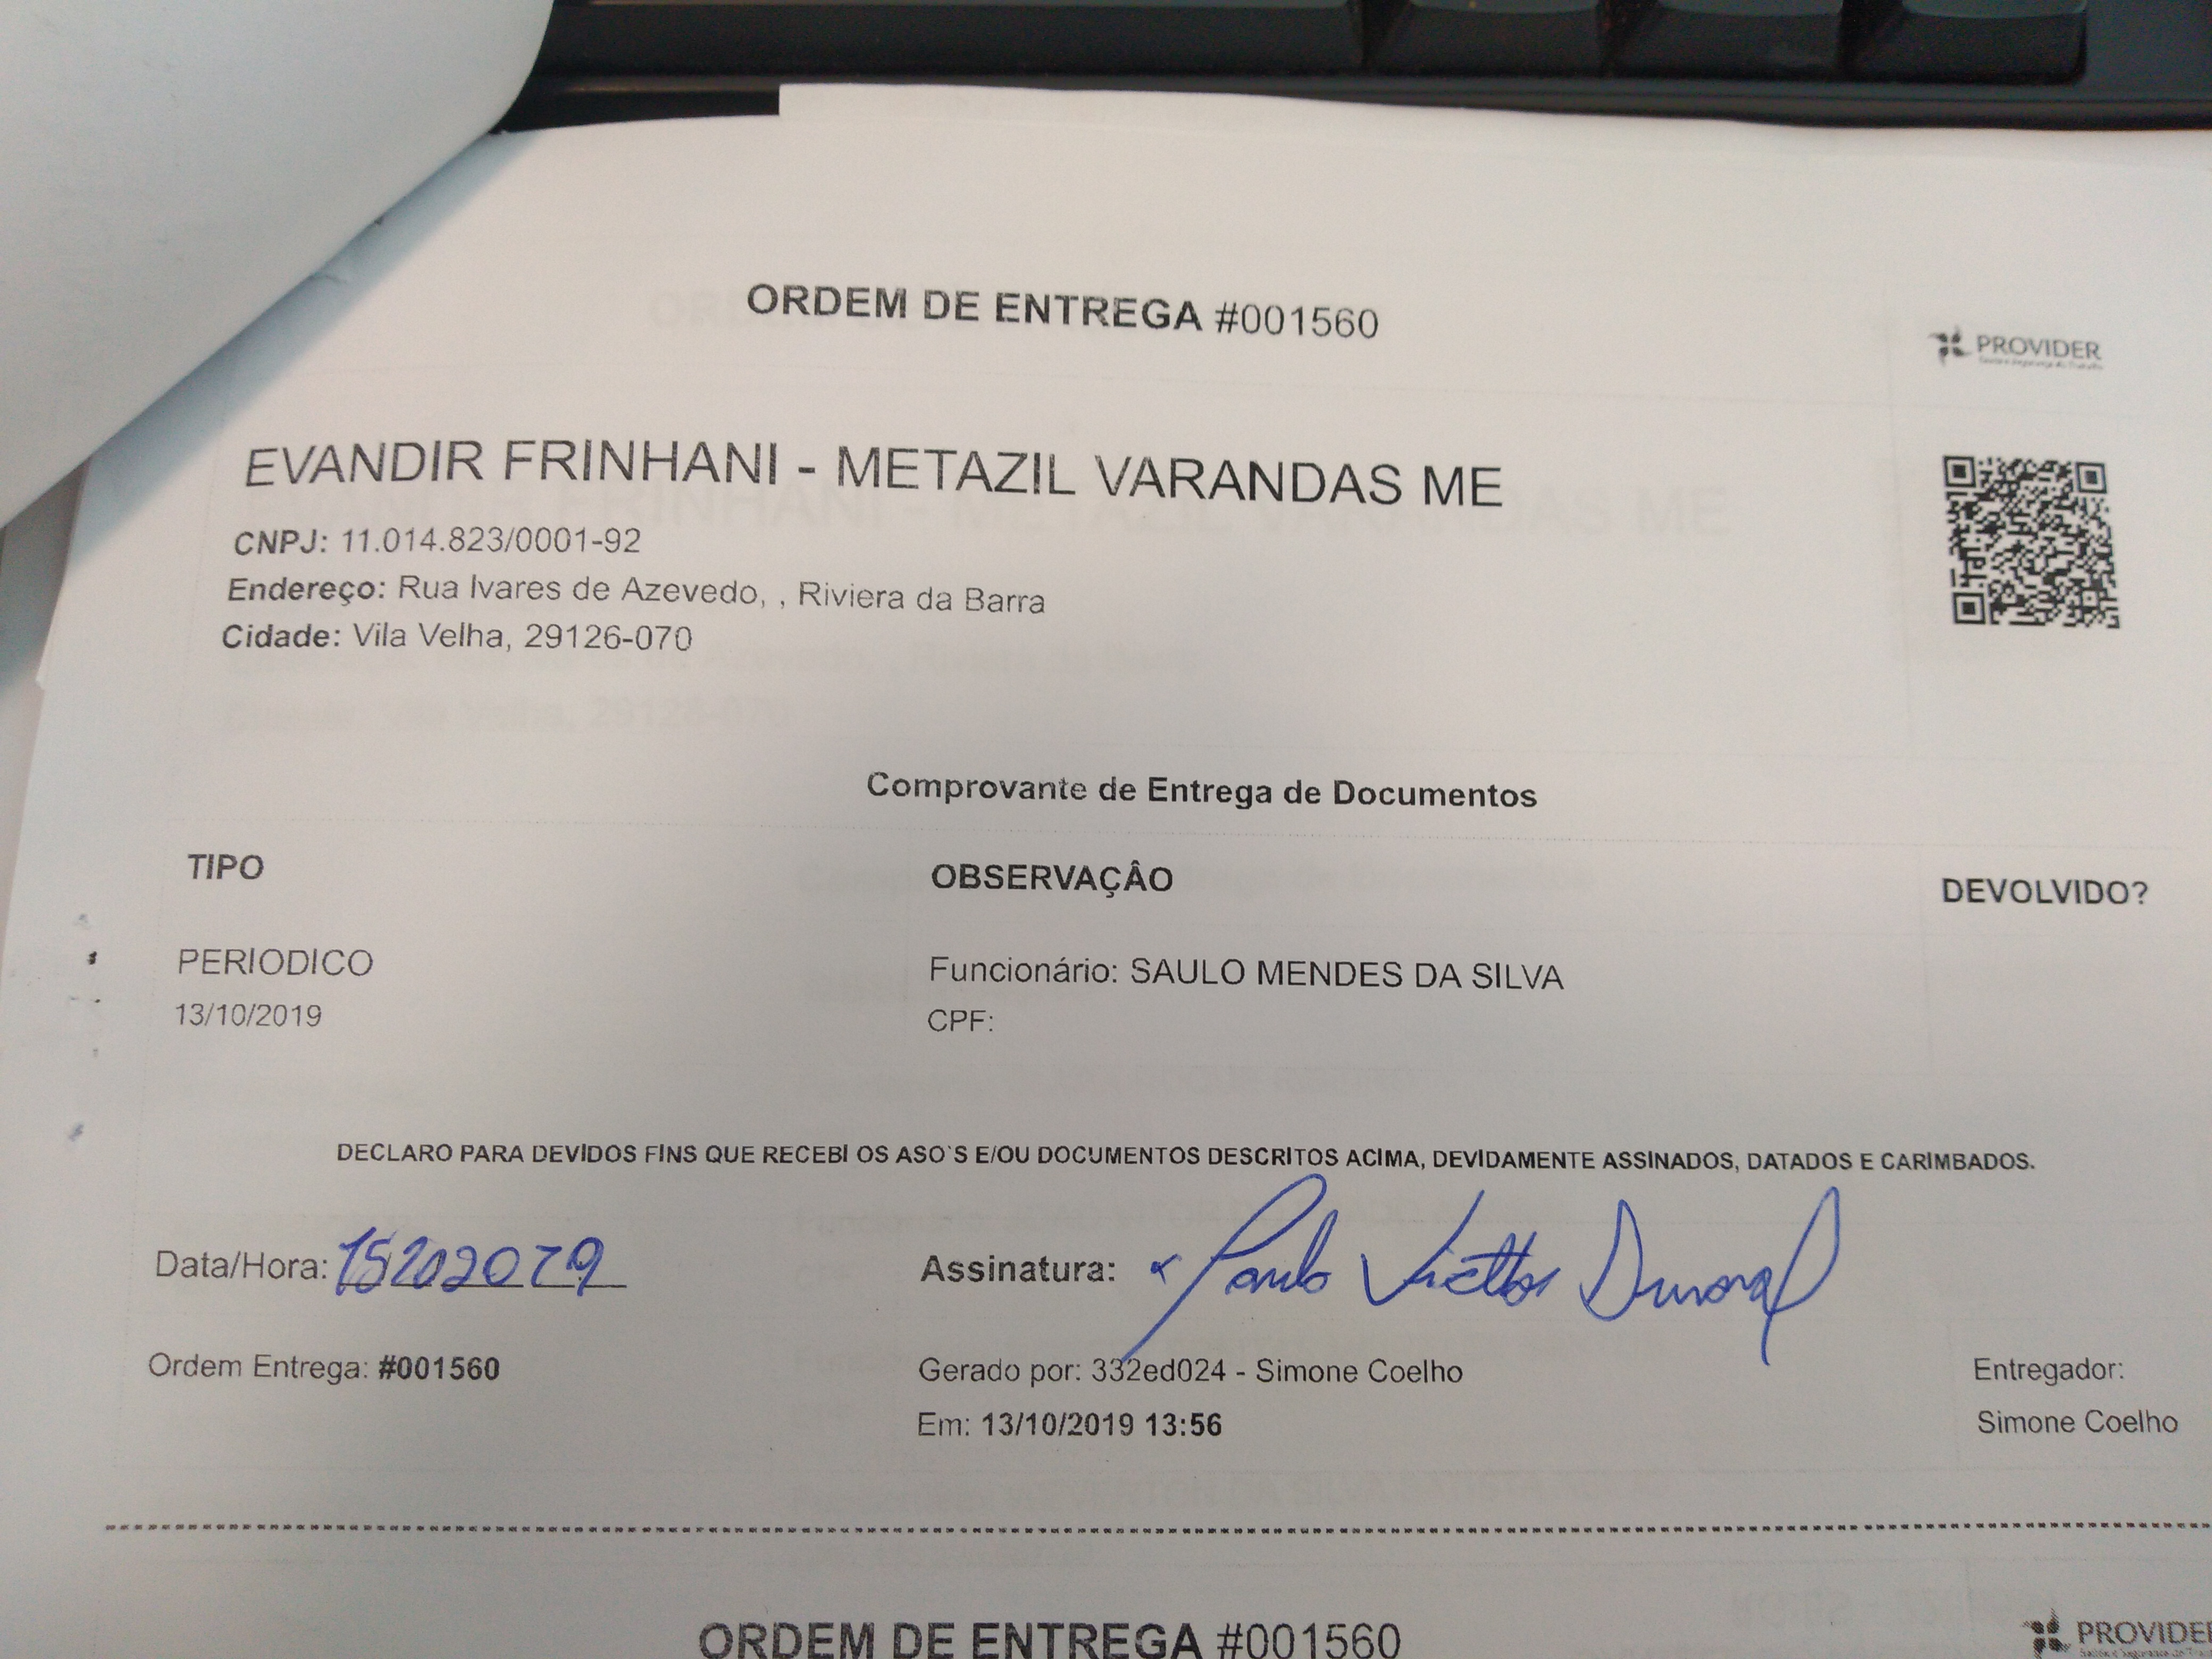 ORDEM DE ENTREGA #001560
PROVIDER
EVANDIR FRINHANI - METAZIL VARANDAS ME
CNPJ: 11.014.823/0001-92
Endereço: Rua Ivares de Azevedo, , Riviera da Barra
Cidade: Vila Velha, 29126-070
Comprovante de Entrega de Documentos
TIPO OBSERVAÇÂO DEVOLVIDO?
PERIODICO Funcionário: SAULO MENDES DA SILVA
13/10/2019 CPF:
DECLARO PARA DEVIDOS FINS QUE RECEBI OS ASO`S E/OU DOCUMENTOS DESCRITOS ACIMA, DEVIDAMENTE ASSINADOS, DATADOS E CARIMBADOS.
Data/Hora: Assinatura: Paulo Victor
Ordem Entrega: #001560 Gerado por: 332ed024 - Simone Coelho Entregador:
Em: 13/10/2019 13:56 Simone Coelho
ORDEM DE ENTREGA #001560
PROVIDER